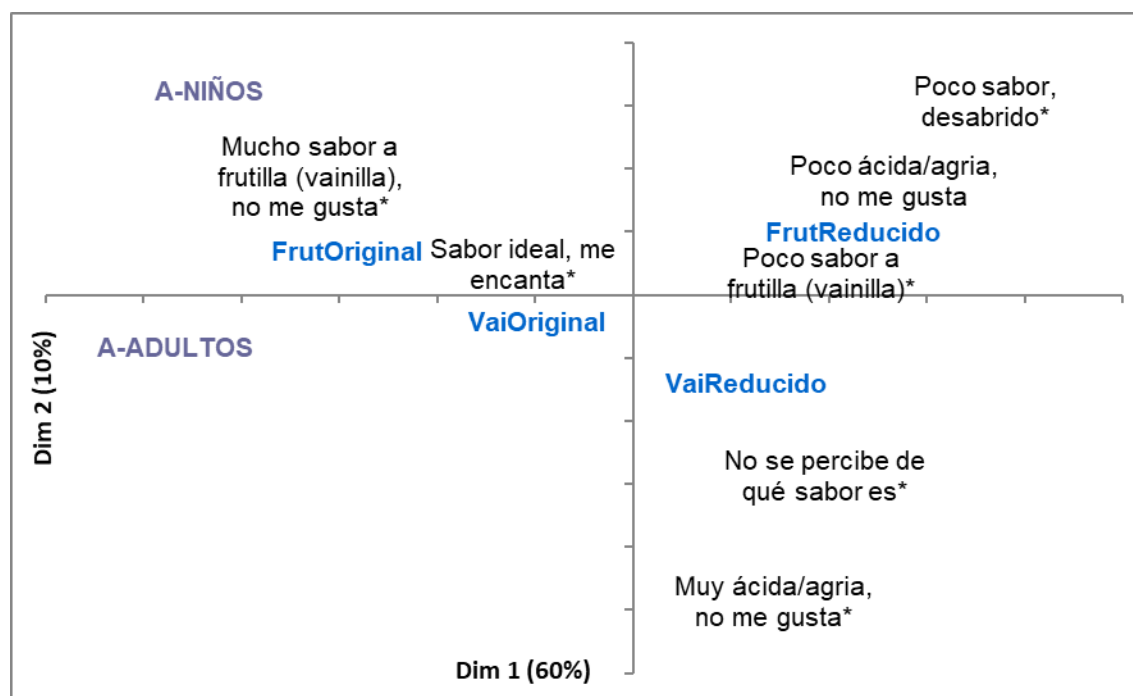 A-NIÑOS
Mucho sabor a
frutilla (vainilla),
no me gusta*
FrutOriginal
Sabor ideal, me
encanta*
Poco sabor,
desabrido*
Poco ácida/agria,
no me gusta
FrutReducido
Poco sabor a
frutilla (vainilla)*
VaiOriginal
A-ADULTOS
VaiReducido
No se percibe de
qué sabor es*
Muy ácida/agria,
no me gusta*
Dim 2 (10%)
Dim 1 (60%)